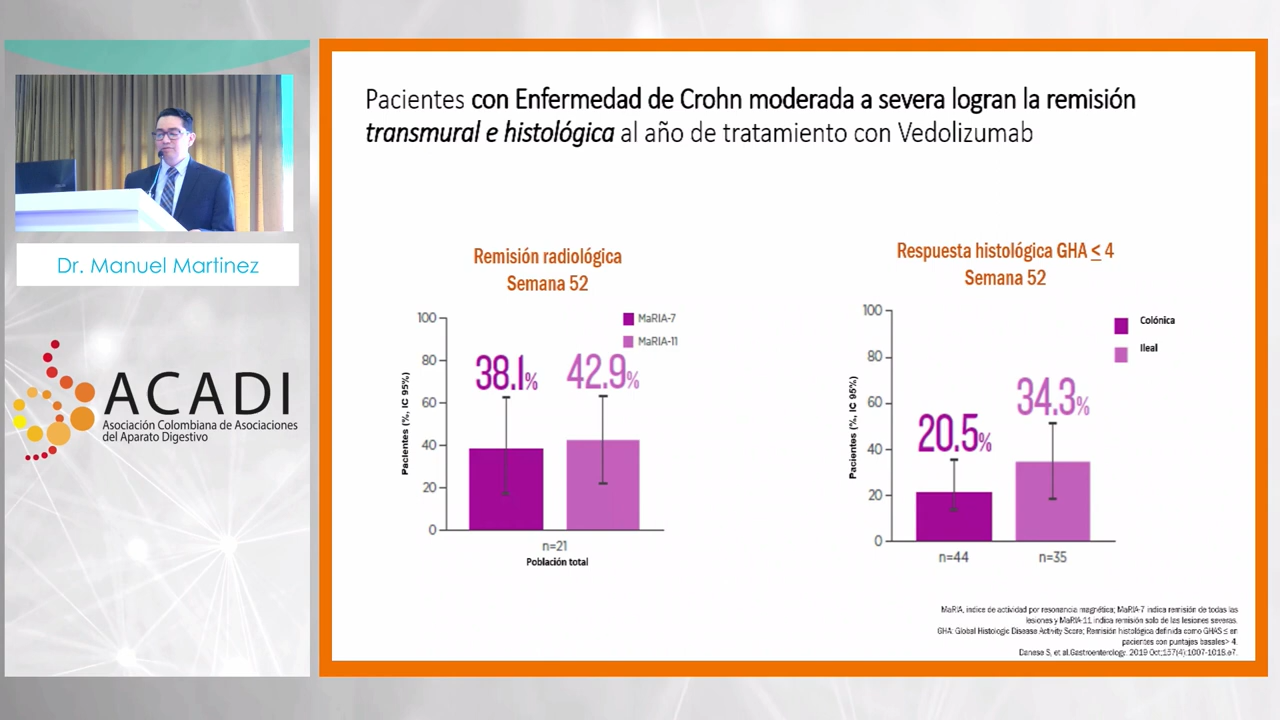 Dr. Manuel Martinez
ACADI
Asociación Colombiana de Asociaciones
del Aparato Digestivo
Pacientes con Enfermedad de Crohn moderada a severa logran la remisión
transmural e histológica al año de tratamiento con Vedolizumab
Remisión radiológica
Semana 52
MaRIA-7
MaRIA-11
Pacientes (%, IC 95%)
100
80
60
40
20
0
38.1%
42.9%
n=21
Población total
Respuesta histológica GHA ≤ 4
Semana 52
Colónica
Ileal
Pacientes (%, IC 95%)
100
80
60
40
20
0
20.5%
34.3%
n=44
n=35
MaRIA, indice de actividad por resonancia magnética; MaRIA-7 indica remisión de todas las
lesiones y MaRIA-11 indica remisión solo de las lesiones severas.
GHA: Global Histologic Disease Activity Score; Remisión histológica definida como GHAS ≤ en
pacientes con puntajes basales> 4.
Danese S, et al.Gastroenterology. 2019 Oct;157(4):1007-1018.e7.